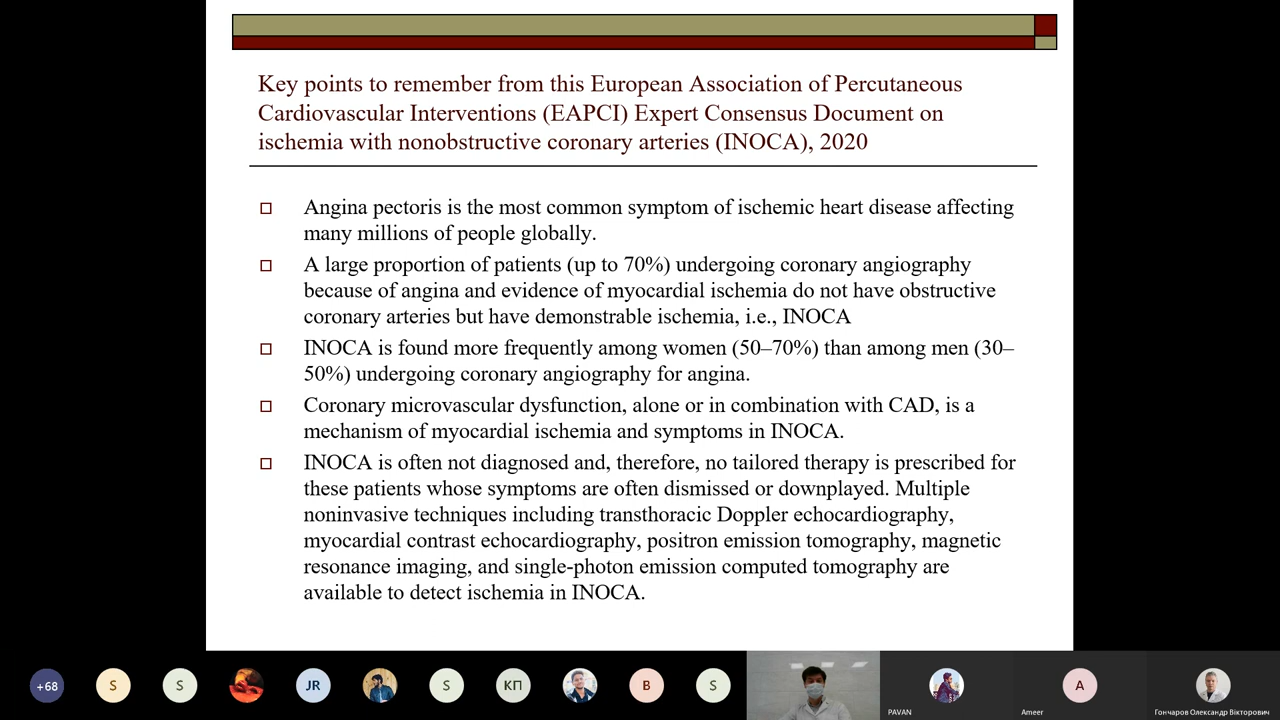 Key points to remember from this European Association of Percutaneous
Cardiovascular Interventions (EAPCI) Expert Consensus Document on
ischemia with nonobstructive coronary arteries (INOCA), 2020
Angina pectoris is the most common symptom of ischemic heart disease affecting
many millions of people globally.
A large proportion of patients (up to 70%) undergoing coronary angiography
because of angina and evidence of myocardial ischemia do not have obstructive
coronary arteries but have demonstrable ischemia, i.e., INOCA
INOCA is found more frequently among women (50–70%) than among men (30–
50%) undergoing coronary angiography for angina.
Coronary microvascular dysfunction, alone or in combination with CAD, is a
mechanism of myocardial ischemia and symptoms in INOCA.
INOCA is often not diagnosed and, therefore, no tailored therapy is prescribed for
these patients whose symptoms are often dismissed or downplayed. Multiple
noninvasive techniques including transthoracic Doppler echocardiography,
myocardial contrast echocardiography, positron emission tomography, magnetic
resonance imaging, and single-photon emission computed tomography are
available to detect ischemia in INOCA.
+68 S S JR S КП B S A
PAVAN Ameer Гончаров Олександр Вікторович